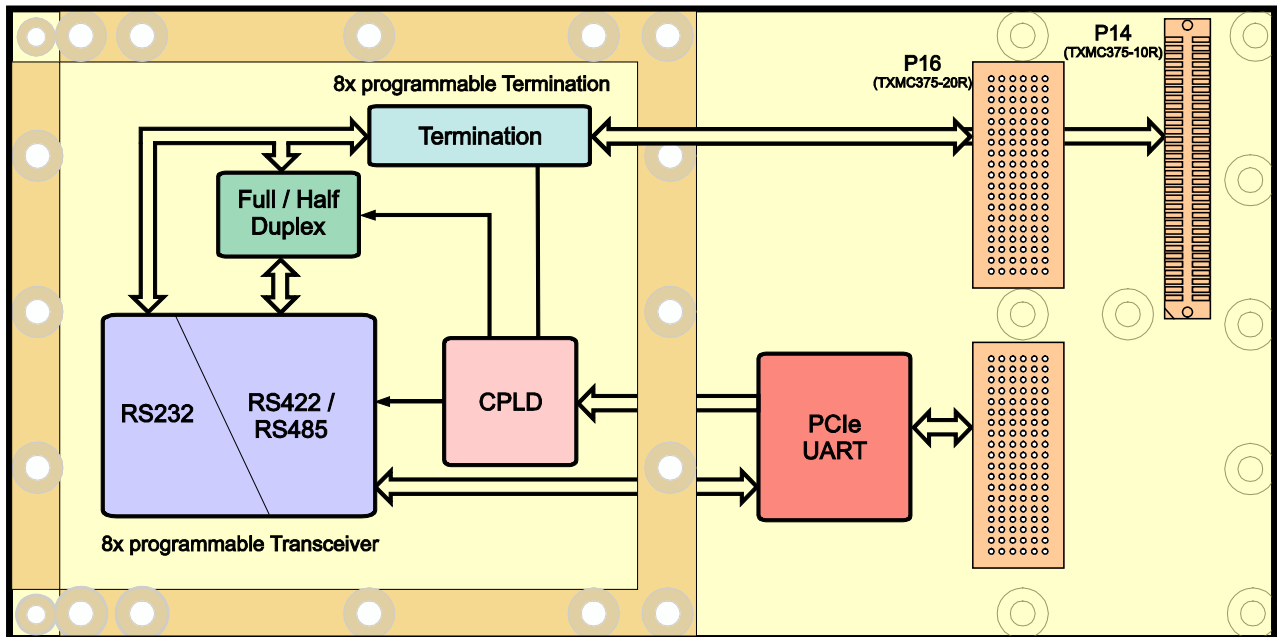 P14
(TXMC375-10R)
P16
(TXMC375-20R)
8x programmable Termination
Termination
Full / Half
Duplex
RS232
RS422 /
RS485
CPLD
PCIe
UART
8x programmable Transceiver